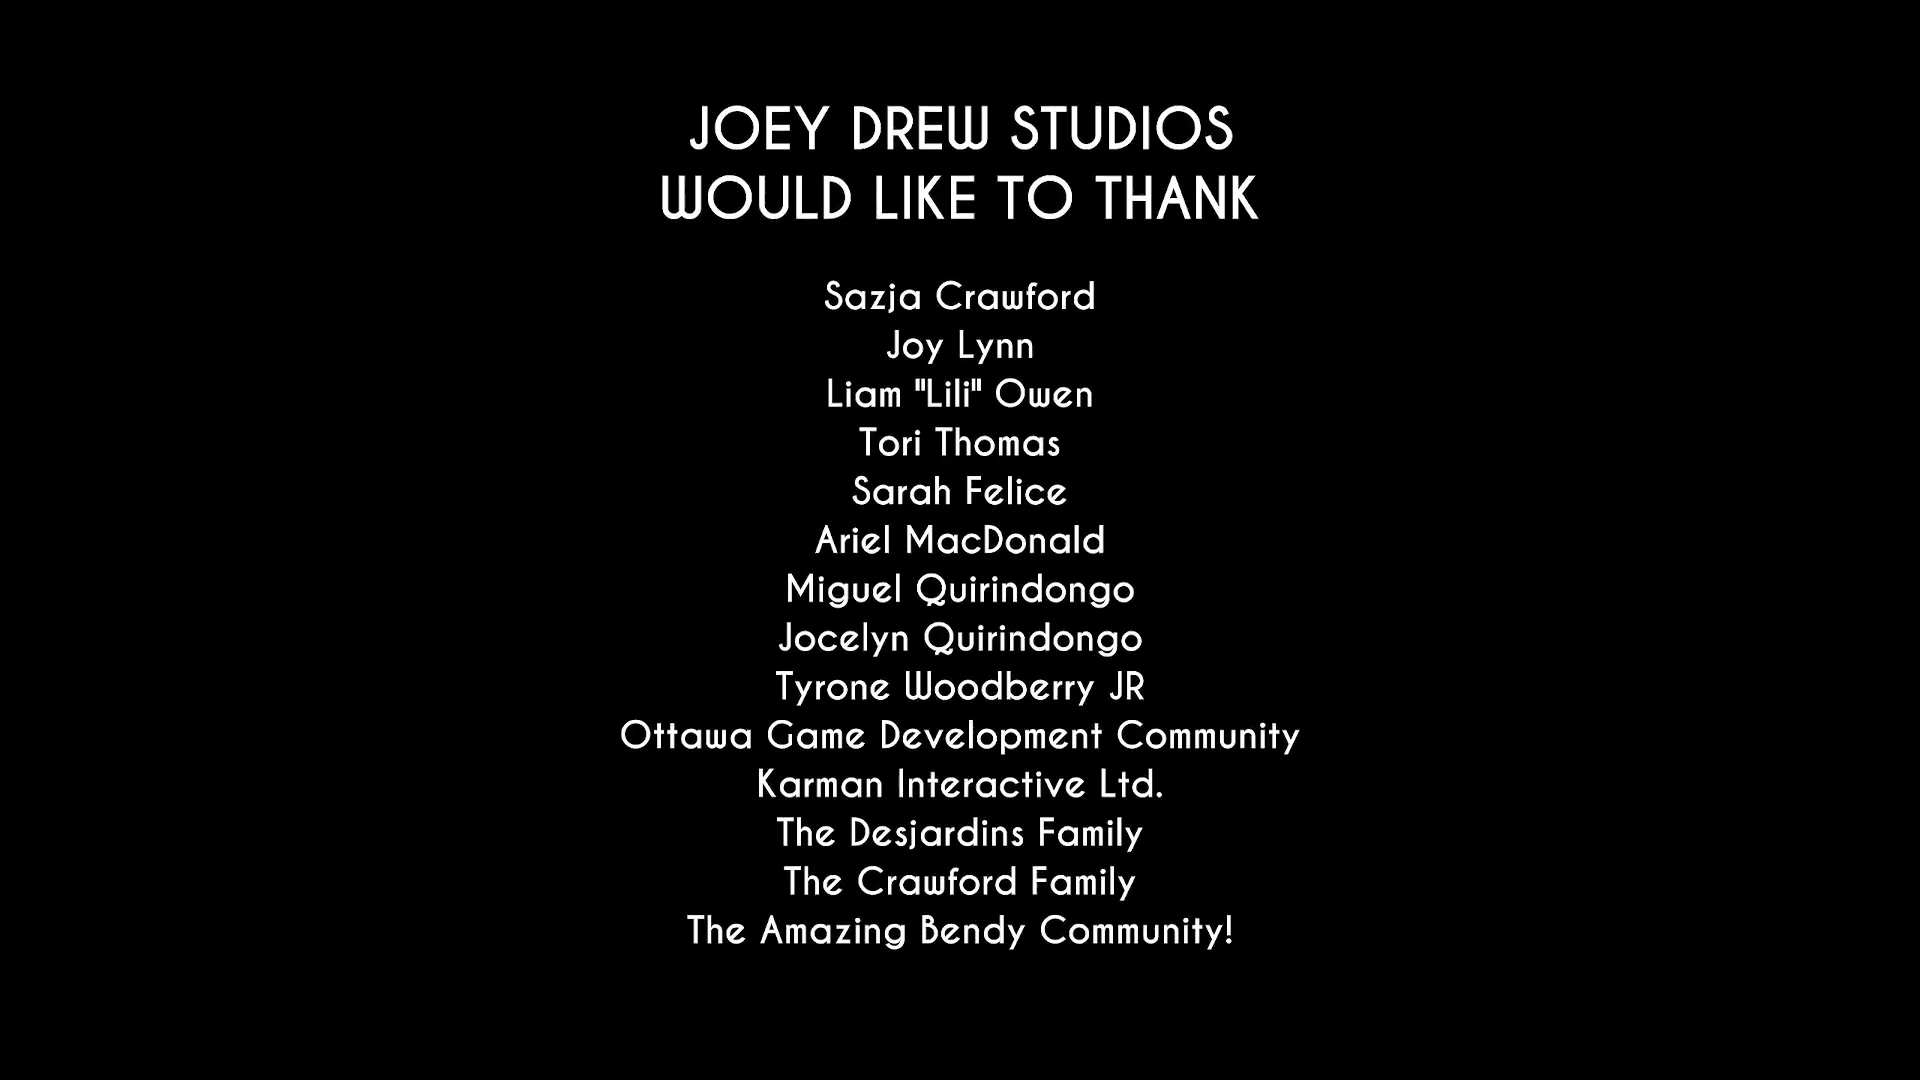 JOEY DREW STUDIOS
WOULD LIKE TO THANK
Sazja Crawford
Joy Lynn
Liam "Lili" Owen
Tori Thomas
Sarah Felice
Ariel MacDonald
Miguel Quirindongo
Jocelyn Quirindongo
Tyrone Woodberry JR
Ottawa Game Development Community
Karman Interactive Ltd.
The Desjardins Family
The Crawford Family
The Amazing Bendy Community!